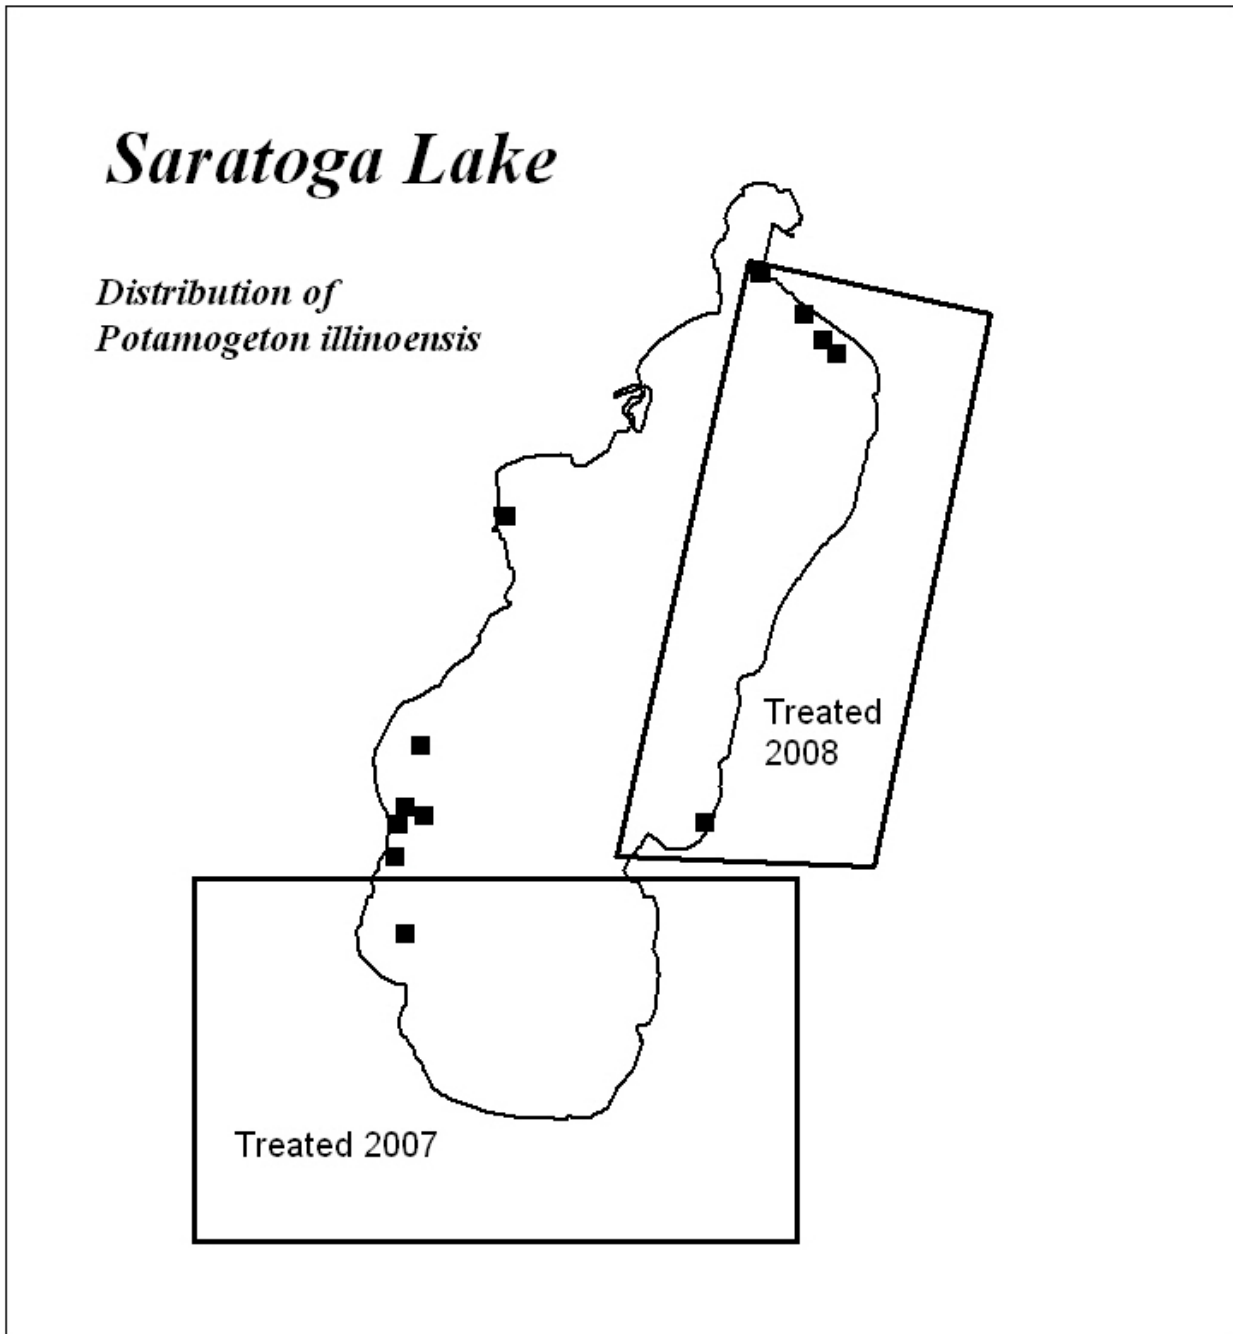 Saratoga Lake
Distribution of
Potamogeton illinoensis
Treated
2008
Treated 2007